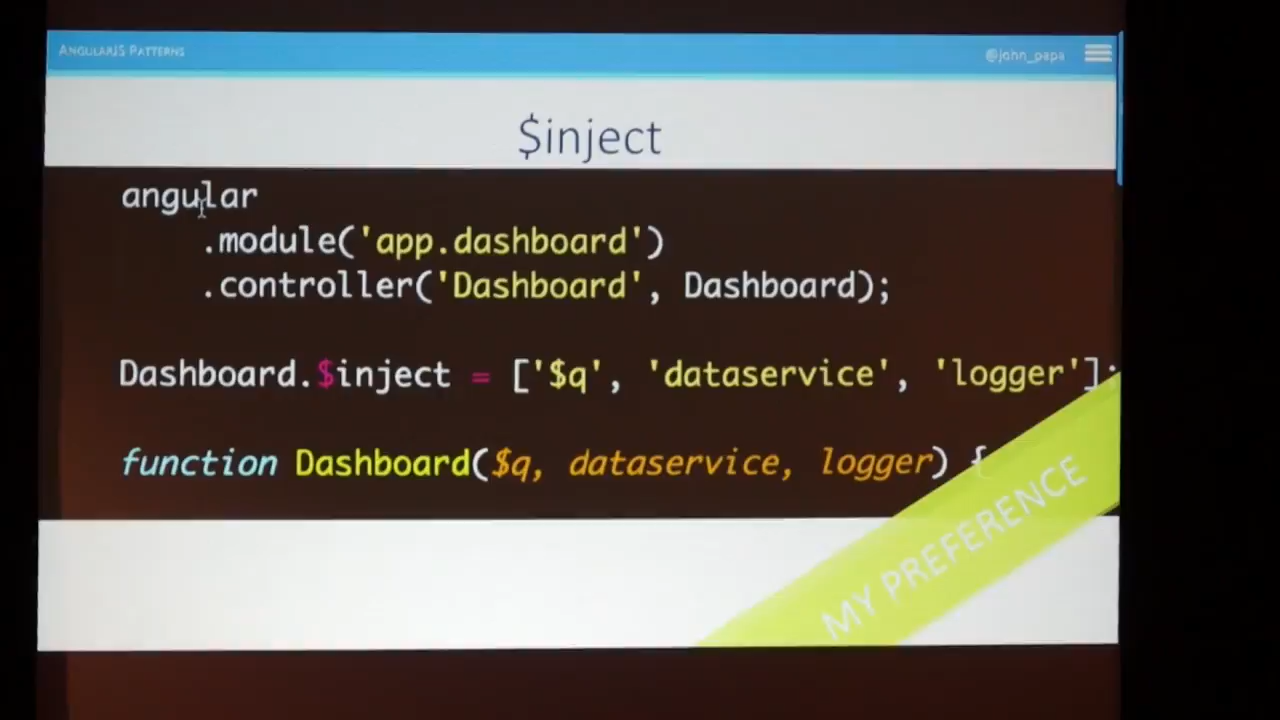 ANGULARJS PATTERNS
@john_papa
$inject
angular
.module('app.dashboard')
.controller('Dashboard', Dashboard);
Dashboard.$inject = ['$q', 'dataservice', 'logger'];
function Dashboard($q, dataservice, logger) {
MY PREFERENCE